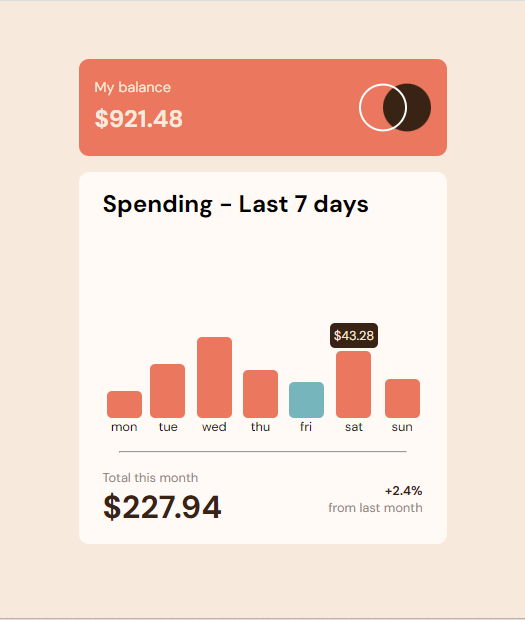 My balance
$921.48
Spending - Last 7 days
$43.28
mon tue wed thu fri sat sun
Total this month
$227.94
+2.4%
from last month